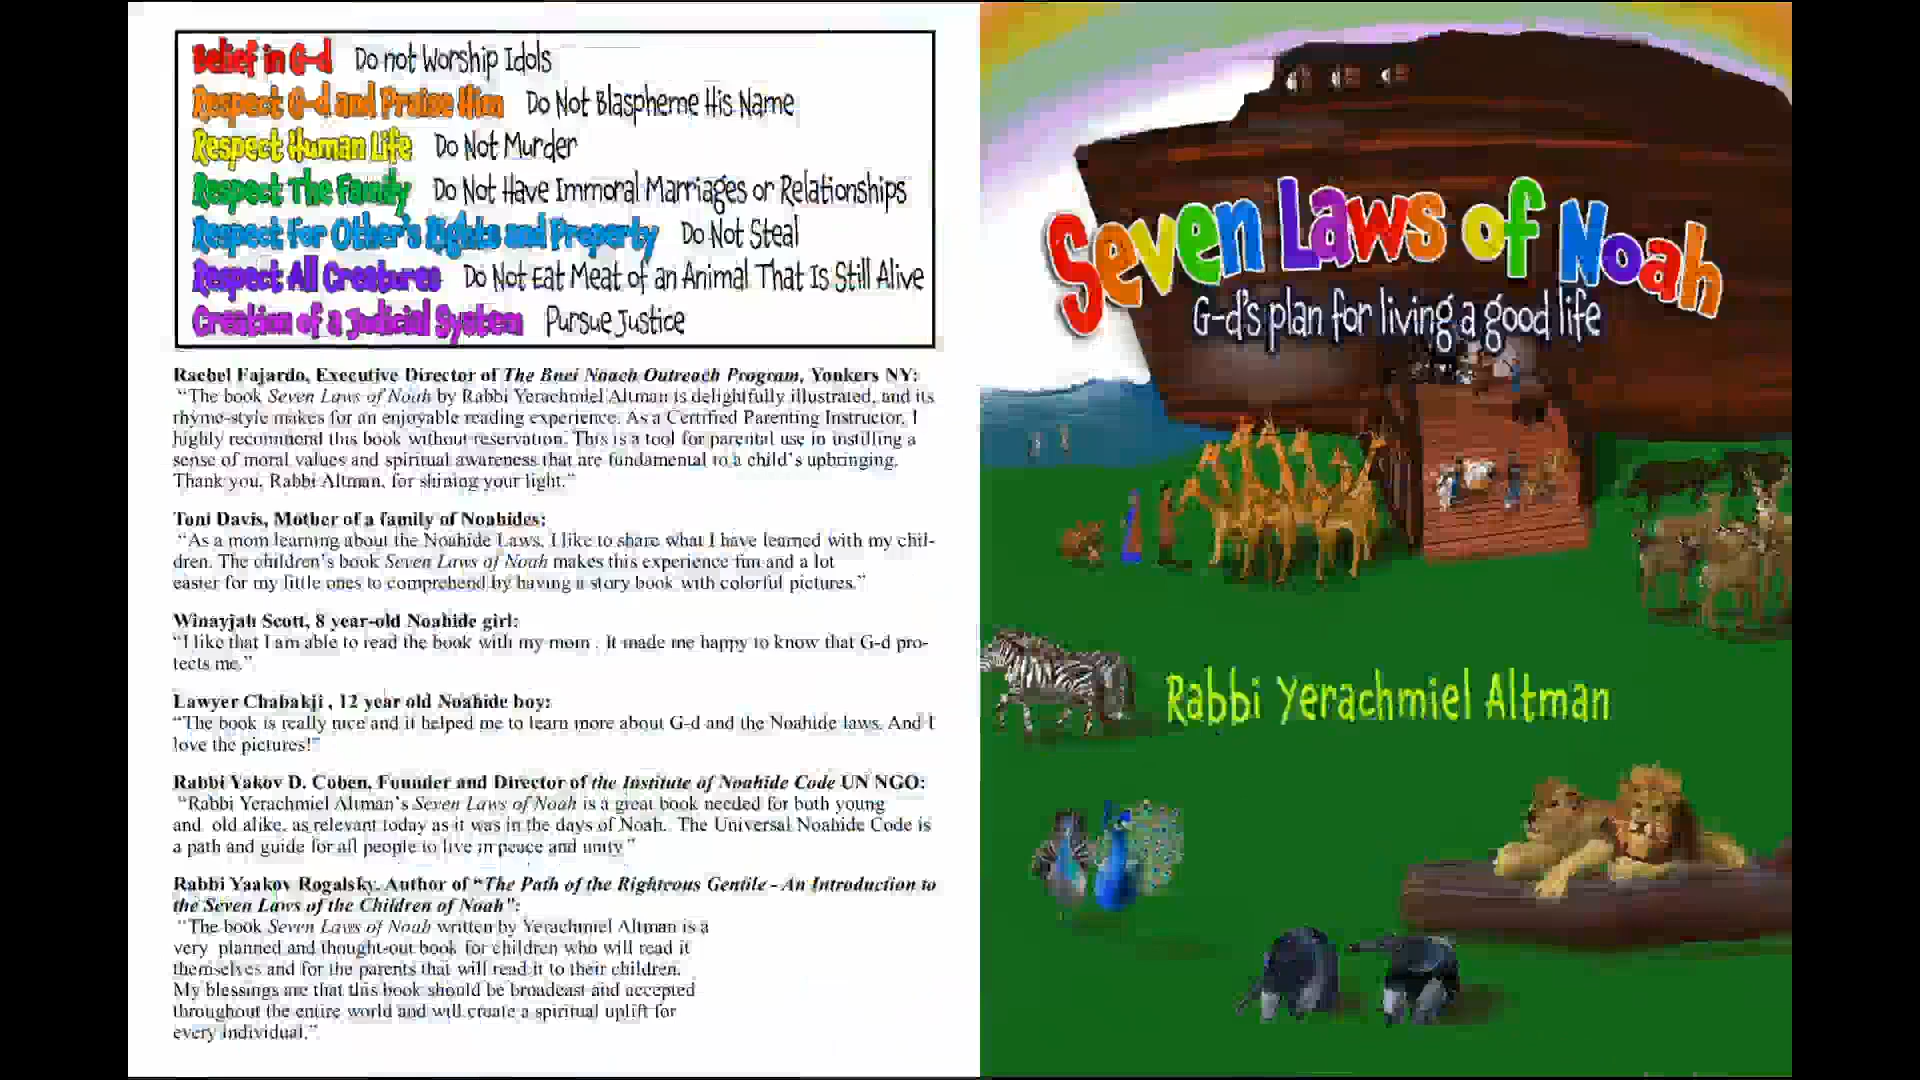 Belief in G-d Do not Worship Idols
Respect G-d and Praise Him Do Not Blaspheme His Name
Respect Human Life Do Not Murder
Respect The Family Do Not Have Immoral Marriages or Relationships
Respect for Other's Rights and Property Do Not Steal
Respect All Creatures Do Not Eat Meat of an Animal That Is Still Alive
Creation of a Judicial System Pursue Justice
Rachel Fajardo, Executive Director of The Bnei Noach Outreach Program, Yonkers NY:
“The book Seven Laws of Noah by Rabbi Yerachmiel Altman is delightfully illustrated, and its
rhyme-style makes for an enjoyable reading experience. As a Certified Parenting Instructor, I
highly recommend this book without reservation. This is a tool for parental use in instilling a
sense of moral values and spiritual awareness that are fundamental to a child's upbringing.
Thank you, Rabbi Altman, for shining your light.”
Toni Davis, Mother of a family of Noahides:
“As a mom learning about the Noahide Laws, I like to share what I have learned with my chil-
dren. The children's book Seven Laws of Noah makes this experience fun and a lot
easier for my little ones to comprehend by having a story book with colorful pictures.”
Winayjah Scott, 8 year-old Noahide girl:
“I like that I am able to read the book with my mom . It made me happy to know that G-d pro-
tects me.”
Lawyer Chabakji , 12 year old Noahide boy:
“The book is really nice and it helped me to learn more about G-d and the Noahide laws. And I
love the pictures!”
Rabbi Yakov D. Cohen, Founder and Director of the Institute of Noahide Code UN NGO:
“Rabbi Yerachmiel Altman's Seven Laws of Noah is a great book needed for both young
and old alike, as relevant today as it was in the days of Noah. The Universal Noahide Code is
a path and guide for all people to live in peace and unity”
Rabbi Yaakov Rogalsky, Author of “The Path of the Righteous Gentile - An Introduction to
the Seven Laws of the Children of Noah":
“The book Seven Laws of Noah written by Yerachmiel Altman is a
very planned and thought-out book for children who will read it
themselves and for the parents that will read it to their children.
My blessings are that this book should be broadcast and accepted
throughout the entire world and will create a spiritual uplift for
every individual.”
Seven Laws of Noah
G-d's plan for living a good life
Rabbi Yerachmiel Altman